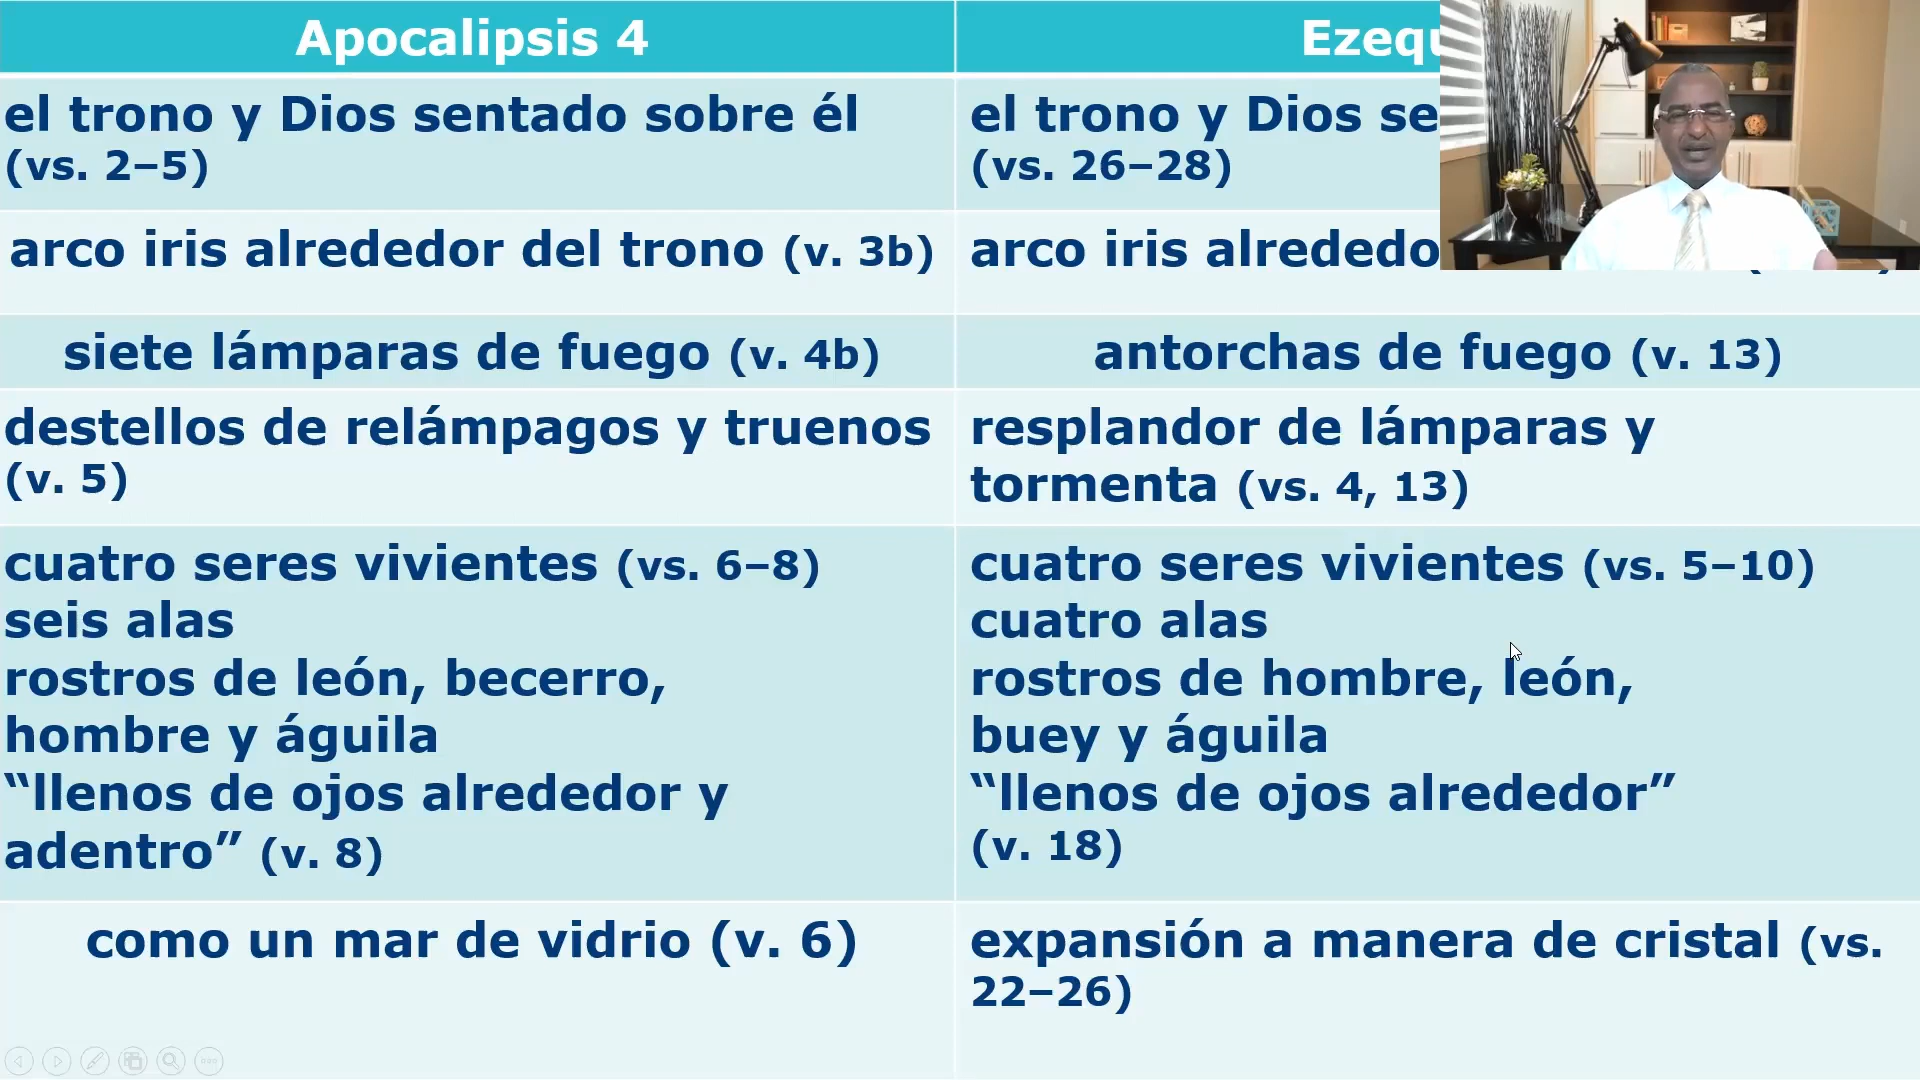 Apocalipsis 4
el trono y Dios sentado sobre él
(vs. 2–5)
el trono y Dios
(vs. 26–28)
arco iris alrededor del trono (v. 3b)
arco iris
siete lámparas de fuego (v. 4b)
antorchas de fuego (v. 13)
destellos de relámpagos y truenos
(v. 5)
resplandor de lámparas y
tormenta (vs. 4, 13)
cuatro seres vivientes (vs. 6–8)
seis alas
rostros de león, becerro,
hombre y águila
“llenos de ojos alrededor y
adentro” (v. 8)
cuatro seres vivientes (vs. 5–10)
cuatro alas
rostros de hombre, león,
buey y águila
“llenos de ojos alrededor”
(v. 18)
como un mar de vidrio (v. 6)
expansión a manera de cristal (vs.
22–26)